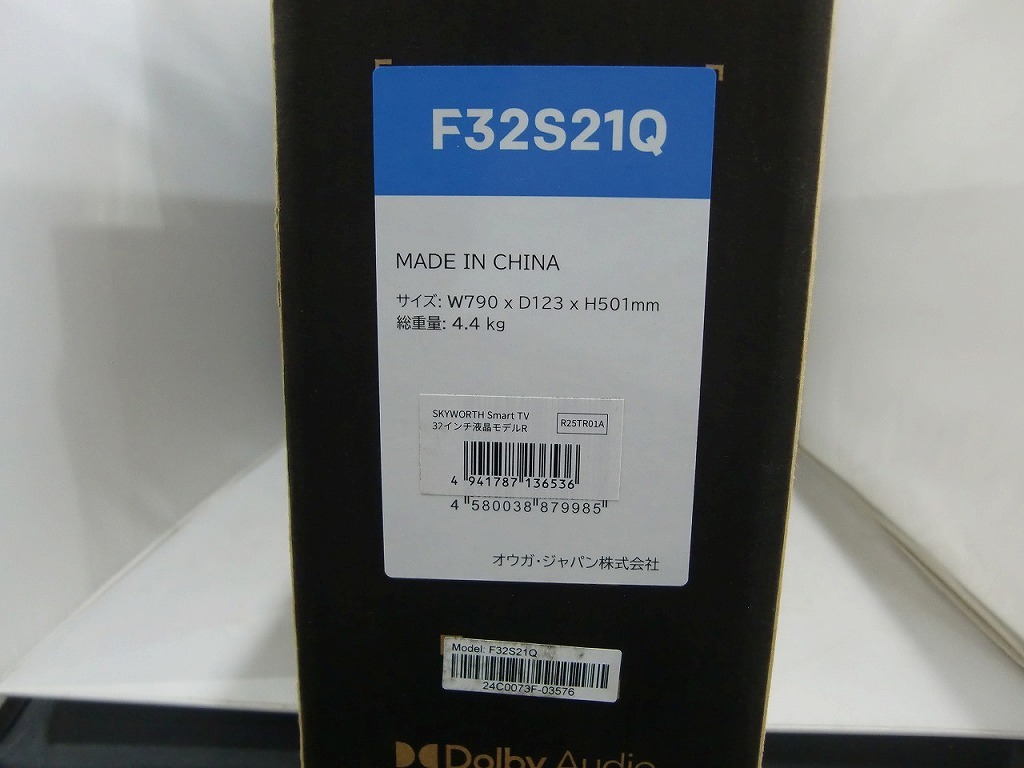 F32S21Q
MADE IN CHINA
サイズ: W790 x D123 x H501mm
総重量: 4.4 kg
SKYWORTH Smart TV
32インチ液晶モデルR
R25TR01A
4 941787 136536
4 580038 879985
オウガ・ジャパン株式会社
Model: F32S21Q
24C0073F-03576
Dolby Audio